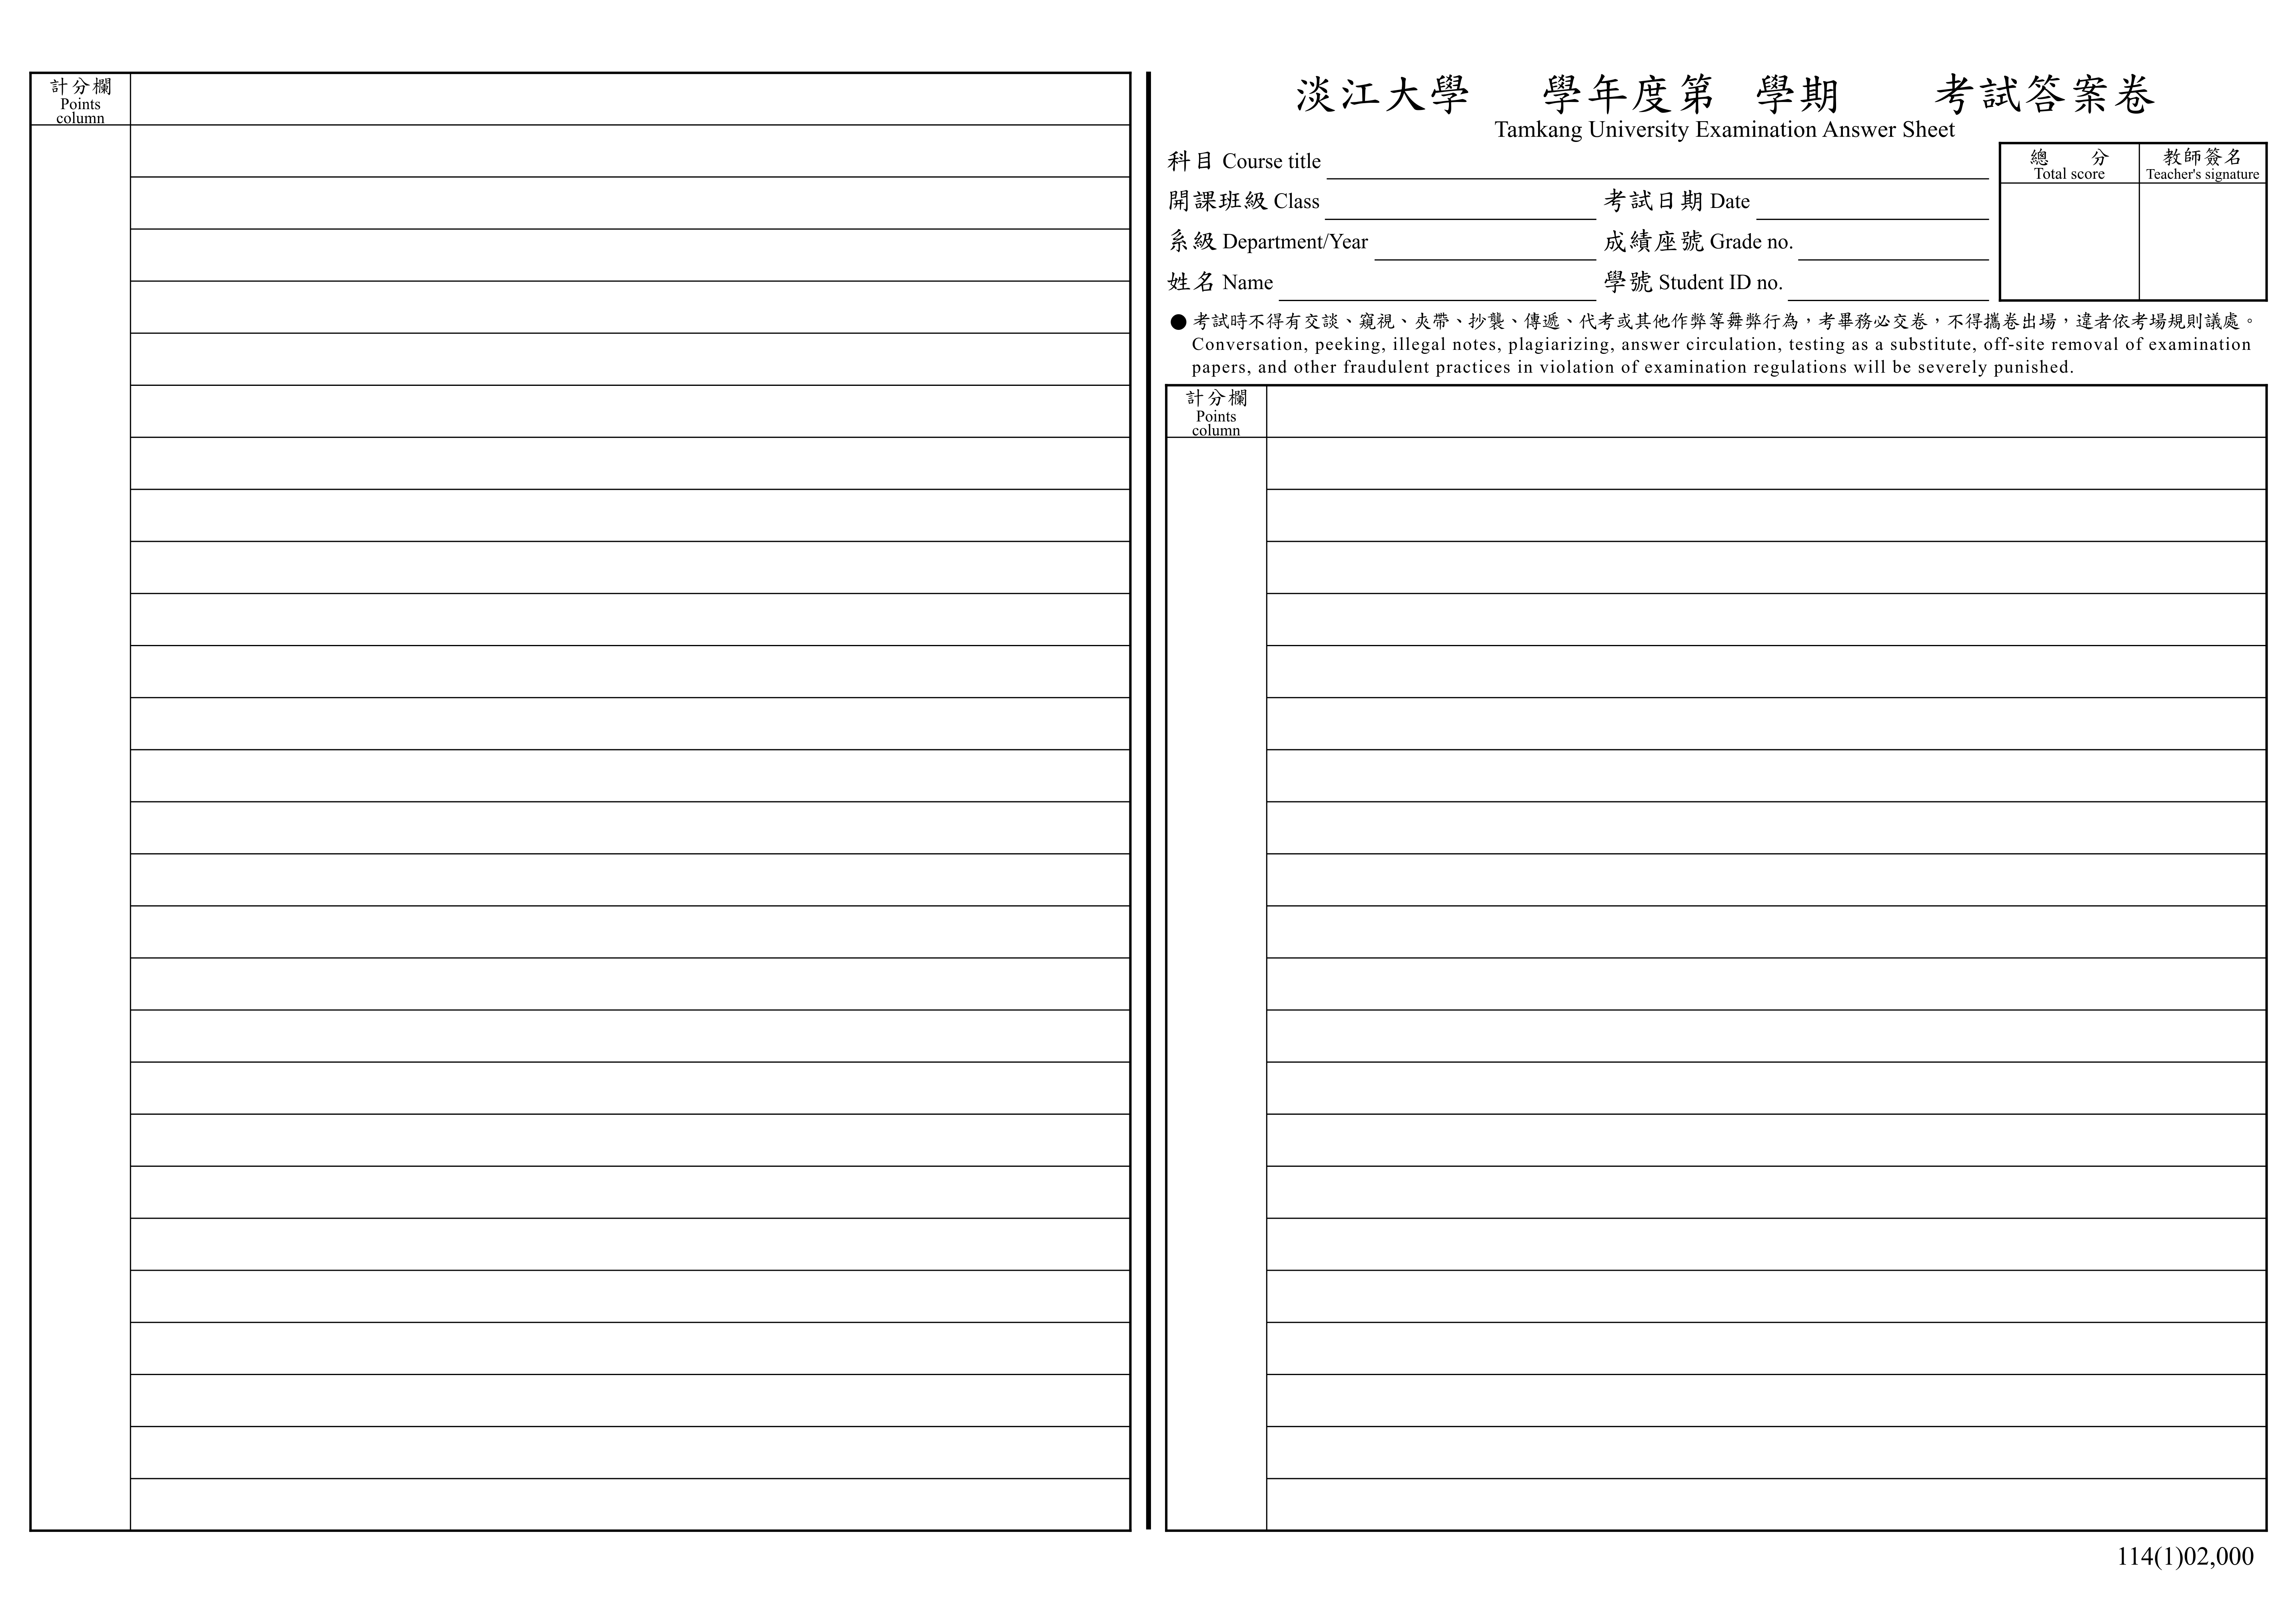 計分欄
Points
column
淡江大學 學年度第 學期 考試答案卷
Tamkang University Examination Answer Sheet
科目 Course title
開課班級 Class 考試日期 Date
系級 Department/Year 成績座號 Grade no.
姓名 Name 學號 Student ID no.
總 分 教師簽名
Total score Teacher's signature
● 考試時不得有交談、窺視、夾帶、抄襲、傳遞、代考或其他作弊等舞弊行為，考畢務必交卷，不得攜卷出場，違者依考場規則議處。
Conversation, peeking, illegal notes, plagiarizing, answer circulation, testing as a substitute, off-site removal of examination
papers, and other fraudulent practices in violation of examination regulations will be severely punished.
計分欄
Points
column
114(1)02,000